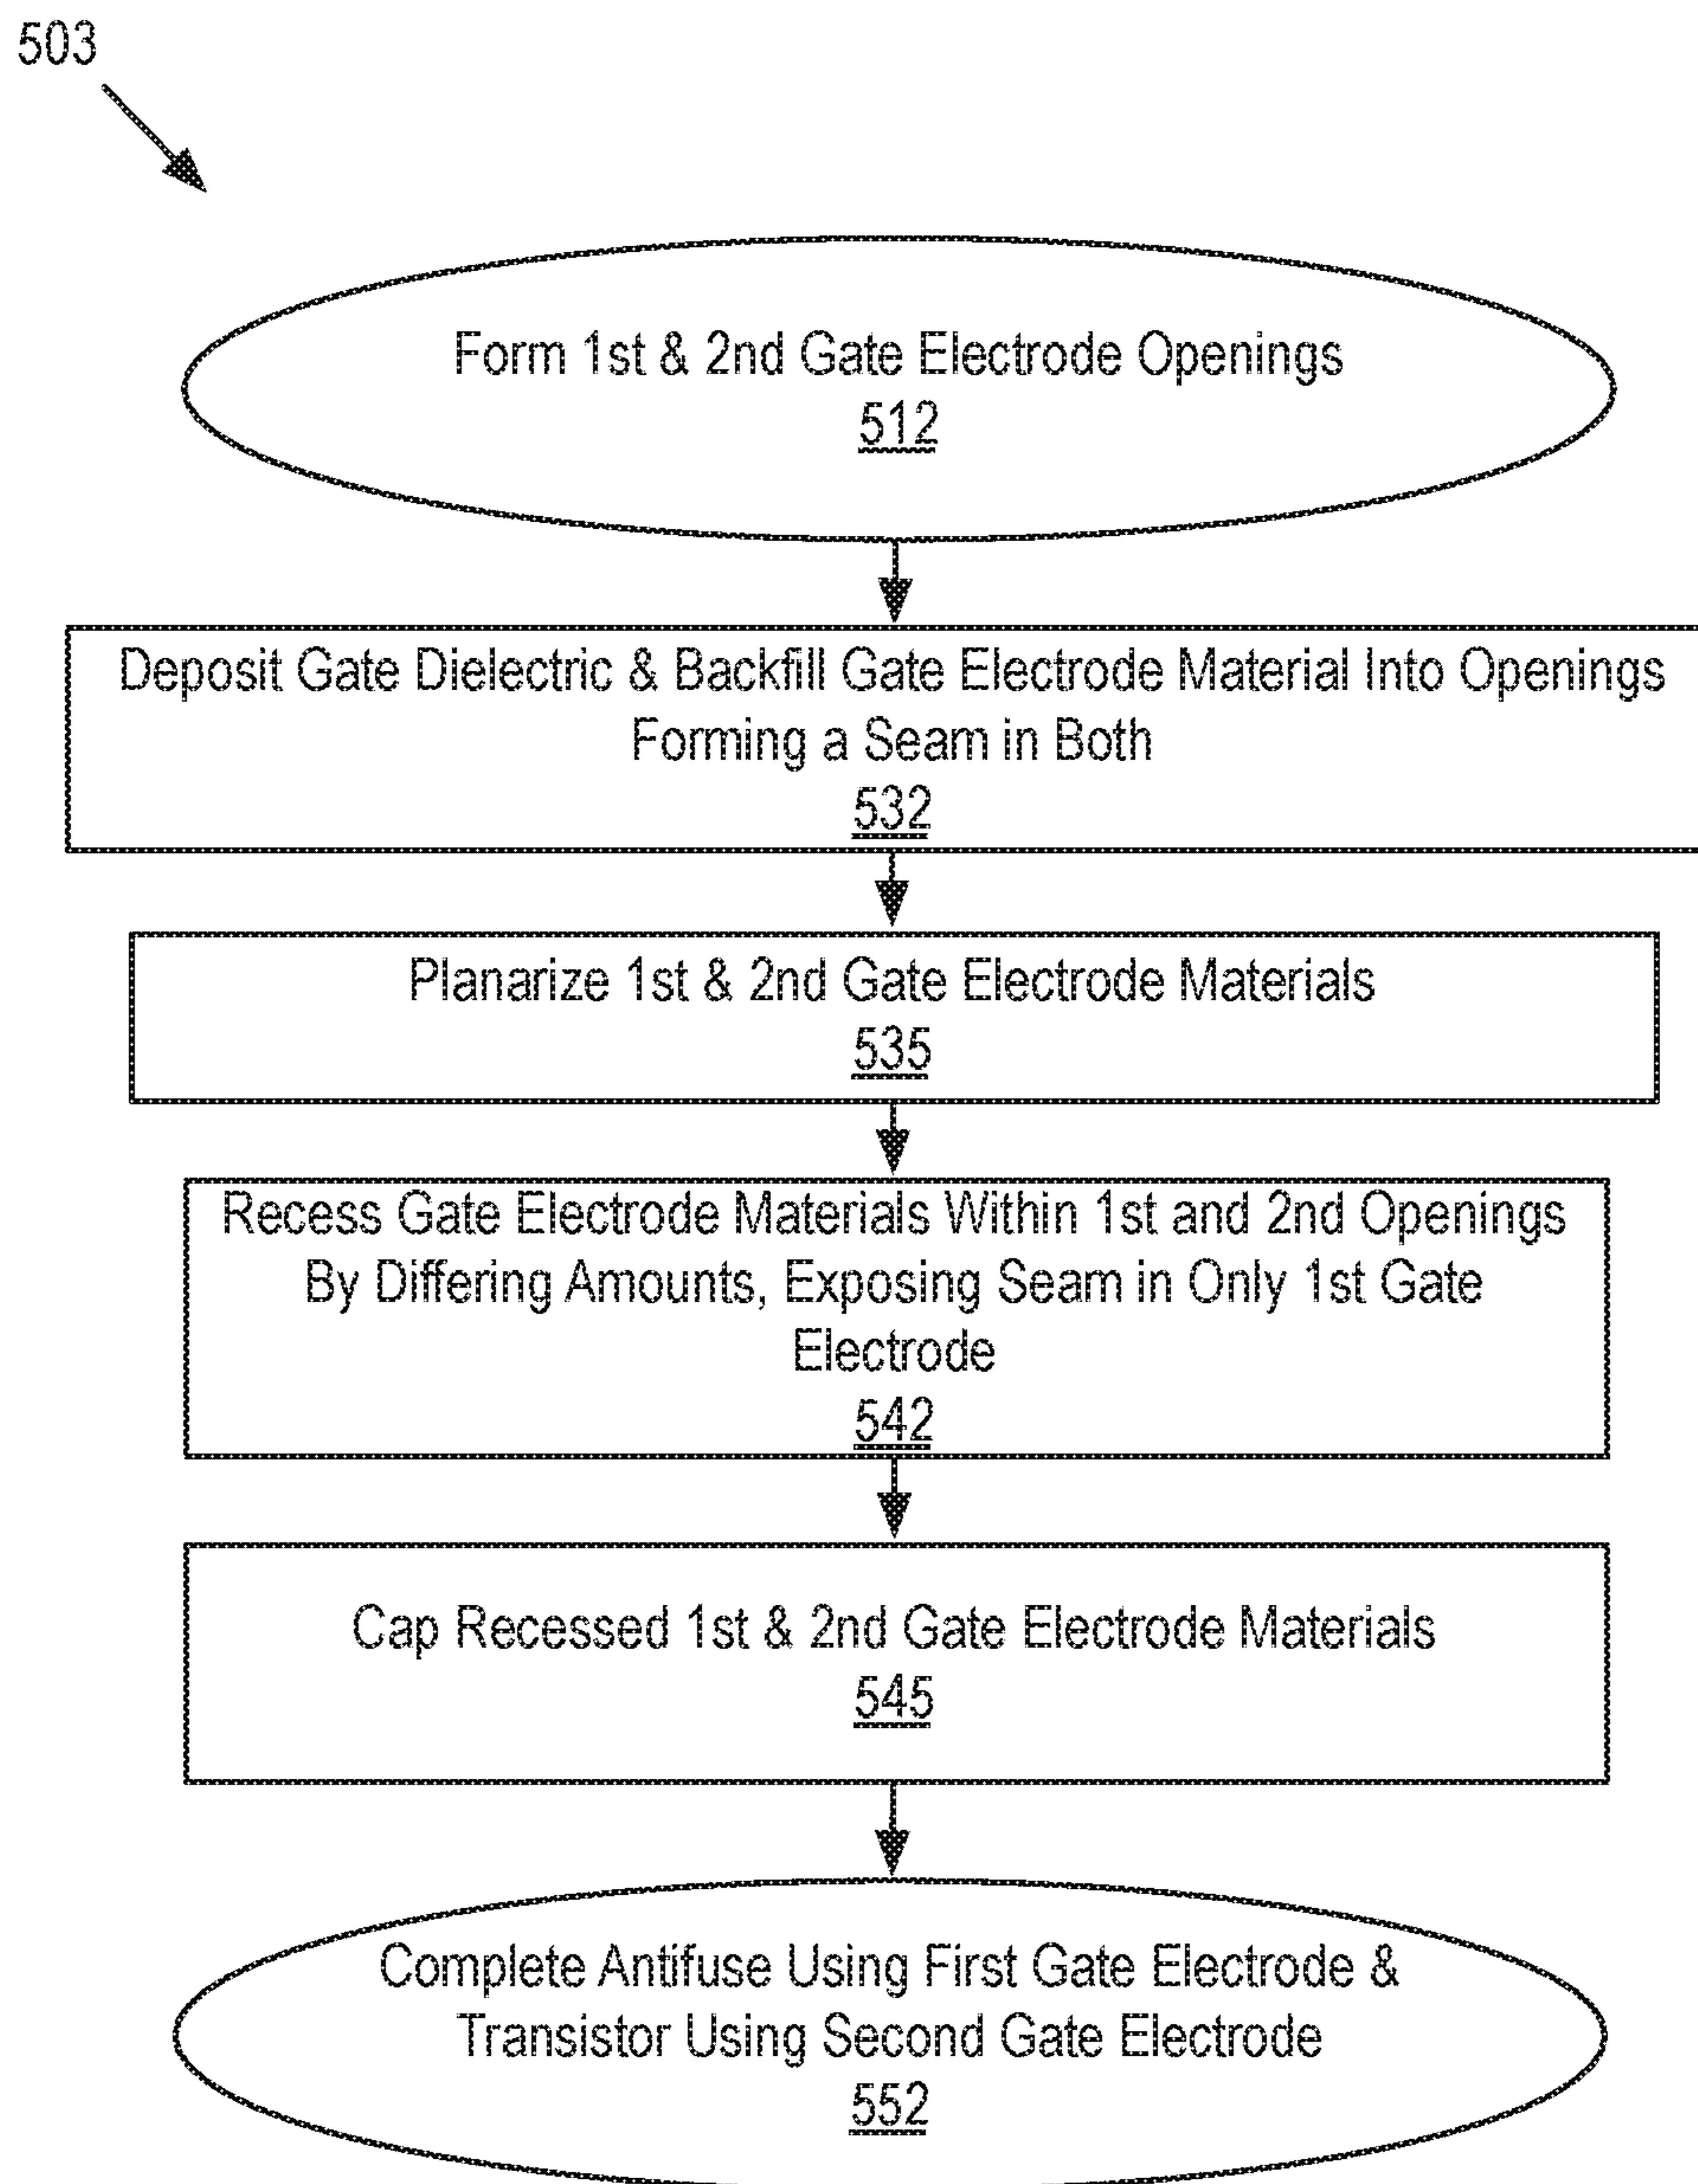 503
Form 1st & 2nd Gate Electrode Openings
512
Deposit Gate Dielectric & Backfill Gate Electrode Material Into Openings
Forming a Seam in Both
532
Planarize 1st & 2nd Gate Electrode Materials
535
Recess Gate Electrode Materials Within 1st and 2nd Openings
By Differing Amounts, Exposing Seam in Only 1st Gate
Electrode
542
Cap Recessed 1st & 2nd Gate Electrode Materials
545
Complete Antifuse Using First Gate Electrode &
Transistor Using Second Gate Electrode
552